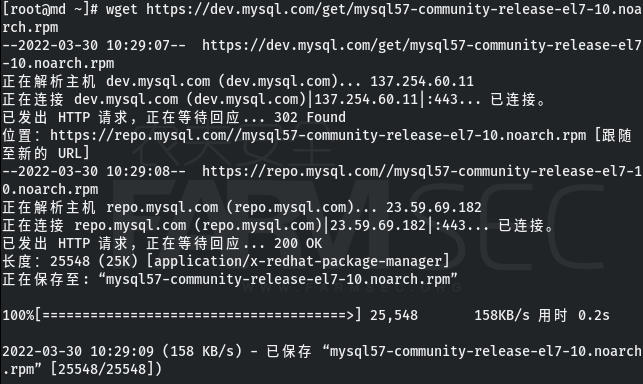 [root@md ~]# wget https://dev.mysql.com/get/mysql57-community-release-el7-10.noa
rch.rpm
--2022-03-30 10:29:07--  https://dev.mysql.com/get/mysql57-community-release-el7
-10.noarch.rpm
正在解析主机 dev.mysql.com (dev.mysql.com)... 137.254.60.11
正在连接 dev.mysql.com (dev.mysql.com)|137.254.60.11|:443... 已连接。
已发出 HTTP 请求，正在等待回应... 302 Found
位置：https://repo.mysql.com//mysql57-community-release-el7-10.noarch.rpm [跟随
至新的 URL]
--2022-03-30 10:29:08--  https://repo.mysql.com//mysql57-community-release-el7-1
0.noarch.rpm
正在解析主机 repo.mysql.com (repo.mysql.com)... 23.59.69.182
正在连接 repo.mysql.com (repo.mysql.com)|23.59.69.182|:443... 已连接。
已发出 HTTP 请求，正在等待回应... 200 OK
长度：25548 (25K) [application/x-redhat-package-manager]
正在保存至: “mysql57-community-release-el7-10.noarch.rpm”
100%[======================================>] 25,548      158KB/s 用时 0.2s
2022-03-30 10:29:09 (158 KB/s) - 已保存 “mysql57-community-release-el7-10.noarch
.rpm” [25548/25548])
FARMSEC